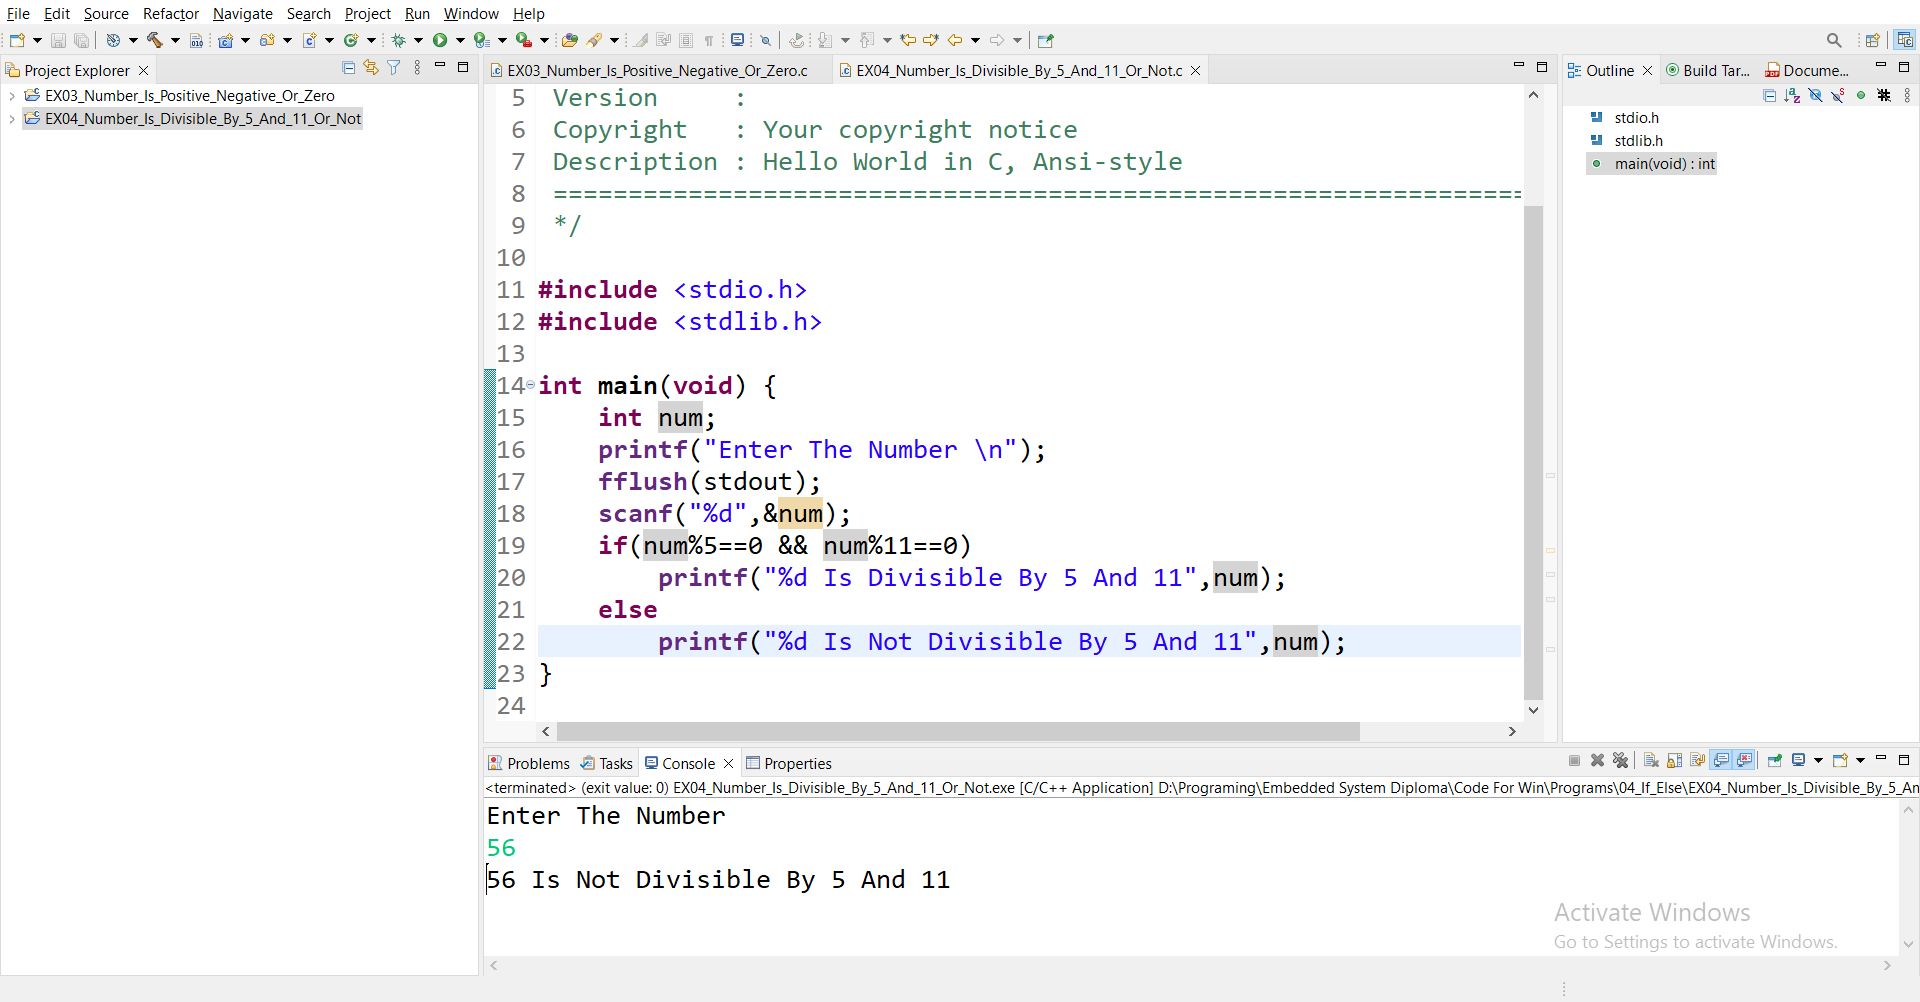 File Edit Source Refactor Navigate Search Project Run Window Help
Project Explorer
EX03_Number_Is_Positive_Negative_Or_Zero
EX04_Number_Is_Divisible_By_5_And_11_Or_Not
EX03_Number_Is_Positive_Negative_Or_Zero.c
EX04_Number_Is_Divisible_By_5_And_11_Or_Not.c
5 Version     :
6 Copyright   : Your copyright notice
7 Description : Hello World in C, Ansi-style
8 =================================================================
9 */
10
11 #include <stdio.h>
12 #include <stdlib.h>
13
14 int main(void) {
15     int num;
16     printf("Enter The Number \n");
17     fflush(stdout);
18     scanf("%d",&num);
19     if(num%5==0 && num%11==0)
20         printf("%d Is Divisible By 5 And 11",num);
21     else
22         printf("%d Is Not Divisible By 5 And 11",num);
23 }
24
Outline Build Tar... Docume...
stdio.h
stdlib.h
main(void) : int
Problems Tasks Console Properties
<terminated> (exit value: 0) EX04_Number_Is_Divisible_By_5_And_11_Or_Not.exe [C/C++ Application] D:\Programing\Embedded System Diploma\Code For Win\Programs\04_If_Else\EX04_Number_Is_Divisible_By_5_An
Enter The Number
56
56 Is Not Divisible By 5 And 11
Activate Windows
Go to Settings to activate Windows.